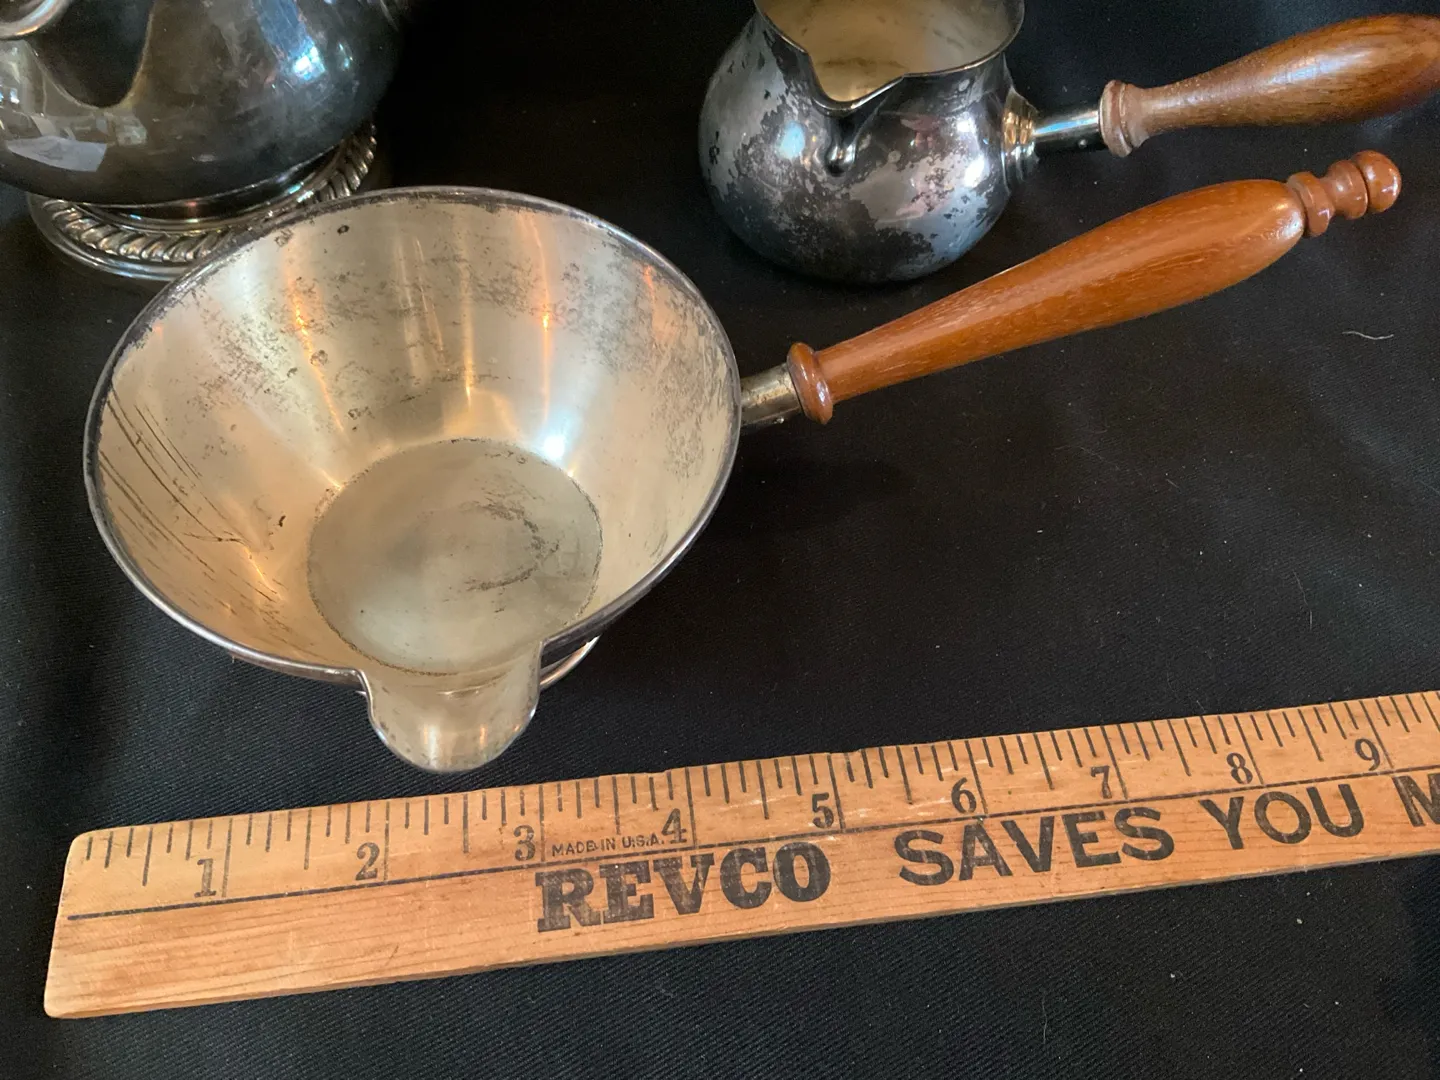 1 2 3 4 5 6 7 8 9
MADE IN U.S.A.
REVCO SAVES YOU